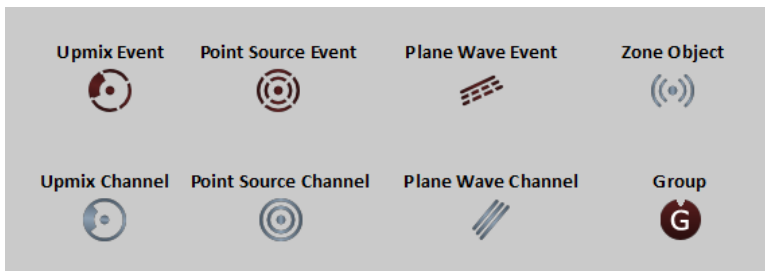 Upmix Event Point Source Event Plane Wave Event Zone Object
Upmix Channel Point Source Channel Plane Wave Channel Group
G